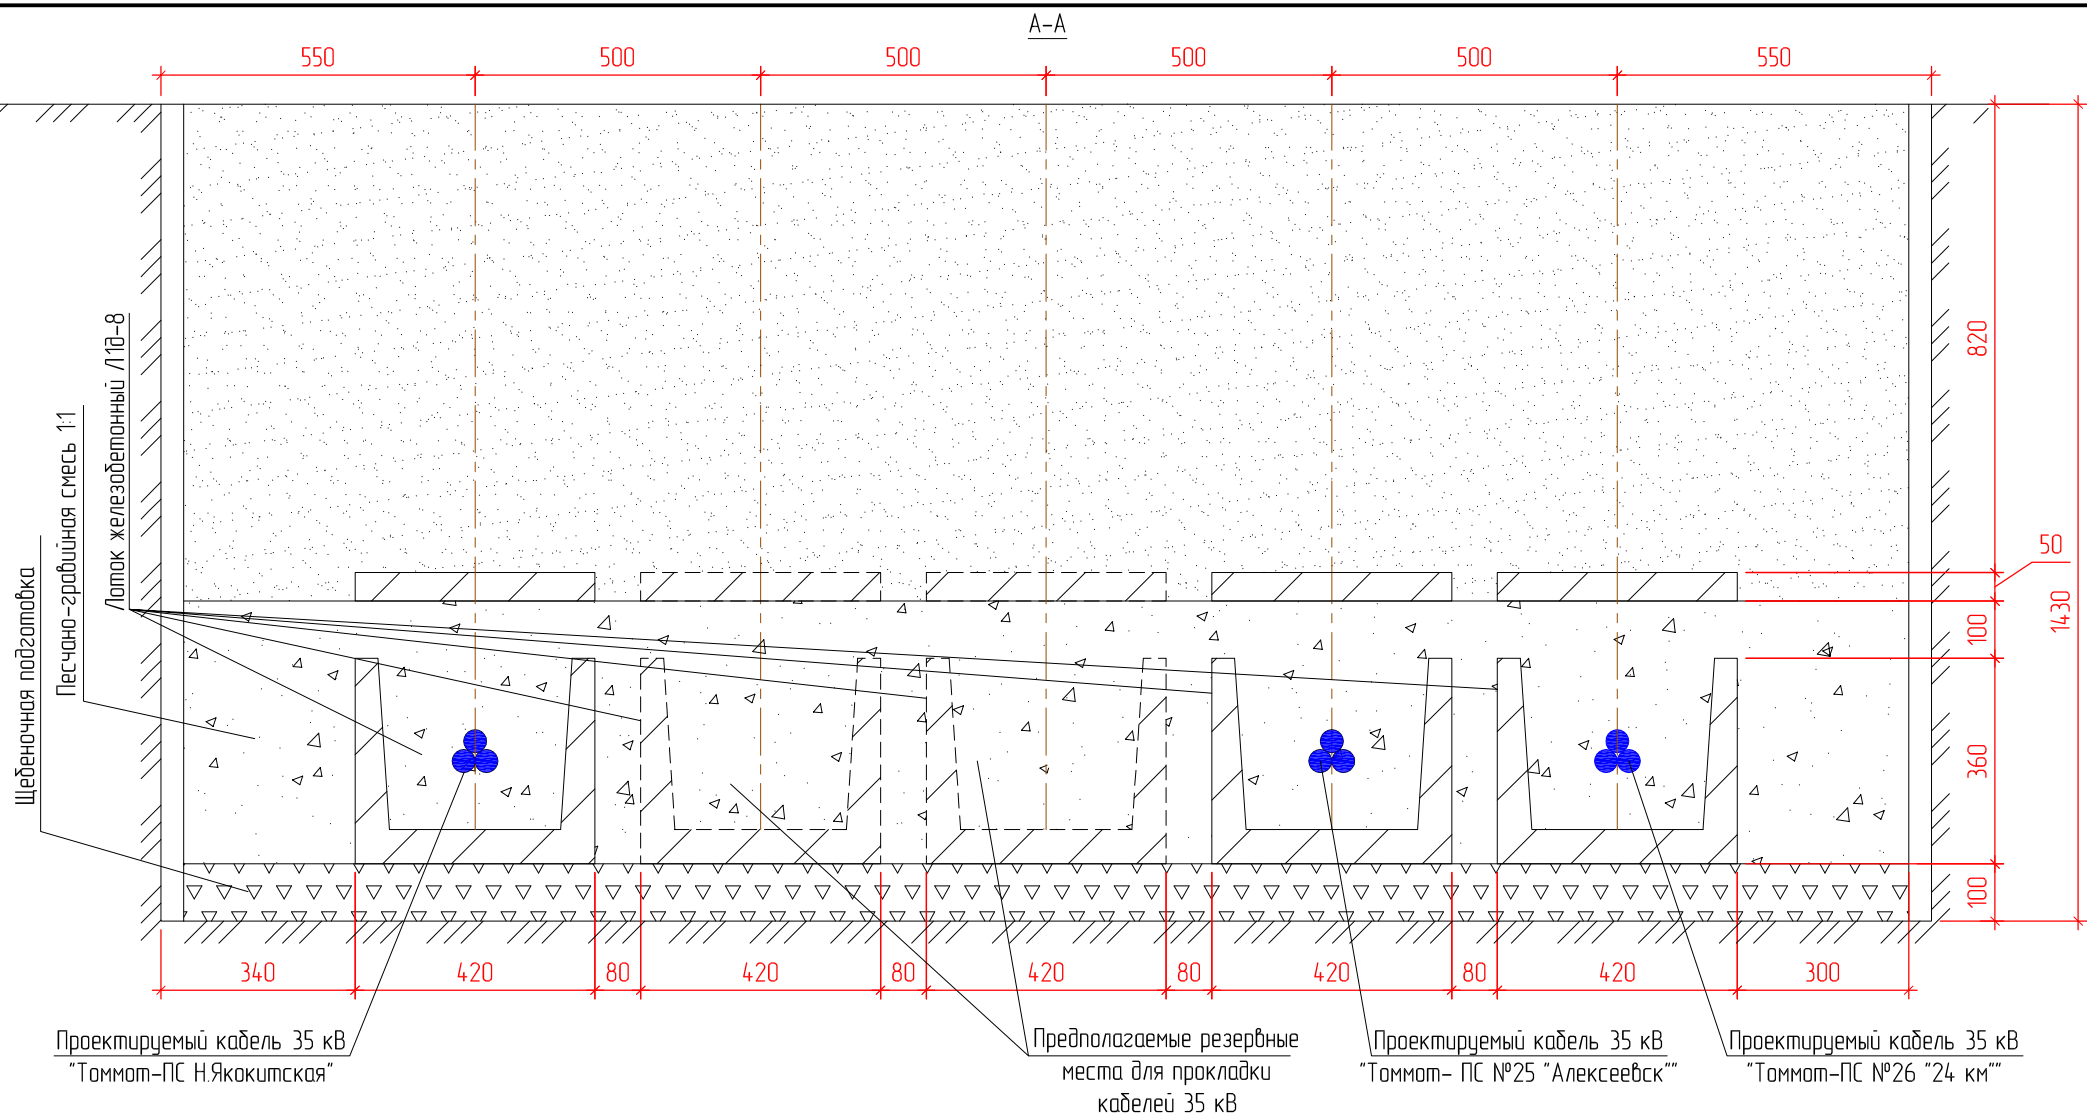 А-А
550
500
500
500
500
550
820
50
100
1430
360
100
Лоток железобетонный Л1д-8
Песчано-гравийная смесь 1:1
Щебеночная подготовка
340
420
80
420
80
420
80
420
80
420
300
Проектируемый кабель 35 кВ
"Томмот-ПС Н.Якокитская"
Предполагаемые резервные
места для прокладки
кабелей 35 кВ
Проектируемый кабель 35 кВ
"Томмот- ПС №25 "Алексеевск""
Проектируемый кабель 35 кВ
"Томмот-ПС №26 "24 км""